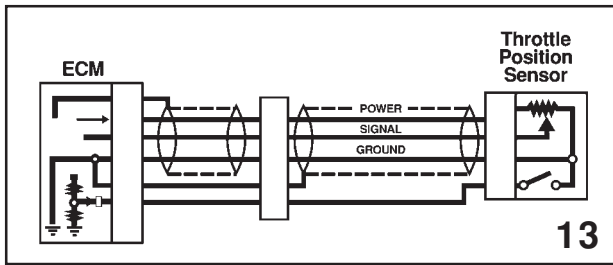 ECM
Throttle
Position
Sensor
POWER
SIGNAL
GROUND
13